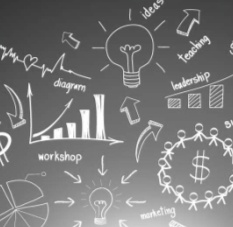 ideas
teaching
diagram
leadership
$
workshop
$
marketing